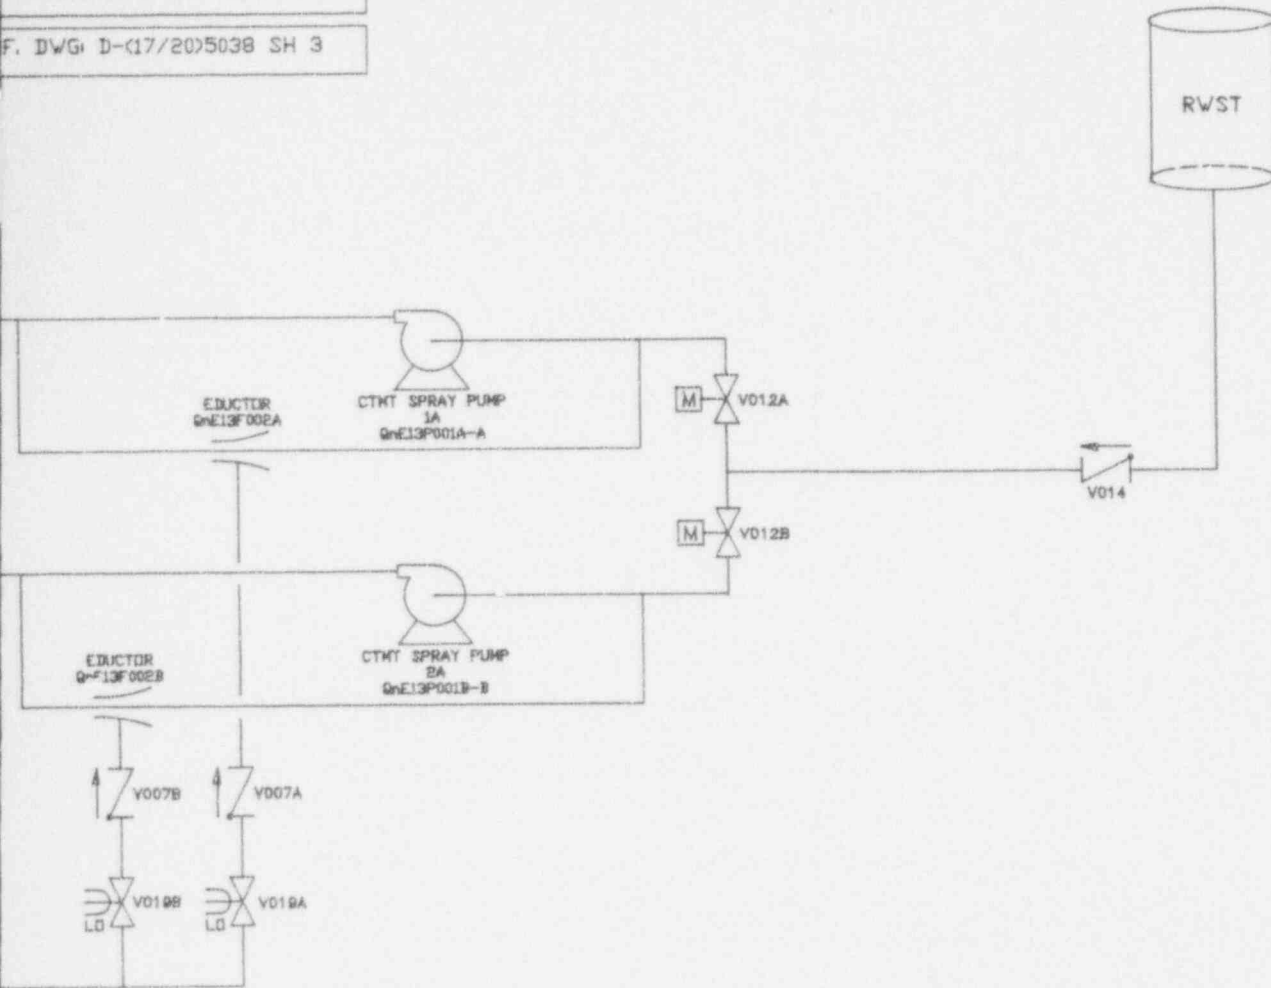 F. DWG: D-(17/20)5038 SH 3
RWST
EDUCTOR
QnE13F002A
CTMT SPRAY PUMP
1A
QnE13P001A-A
M
V012A
V014
M
V012B
EDUCTOR
QnE13F002B
CTMT SPRAY PUMP
2A
QnE13P001B-B
V007B
V007A
V019B
LO
V019A
LO